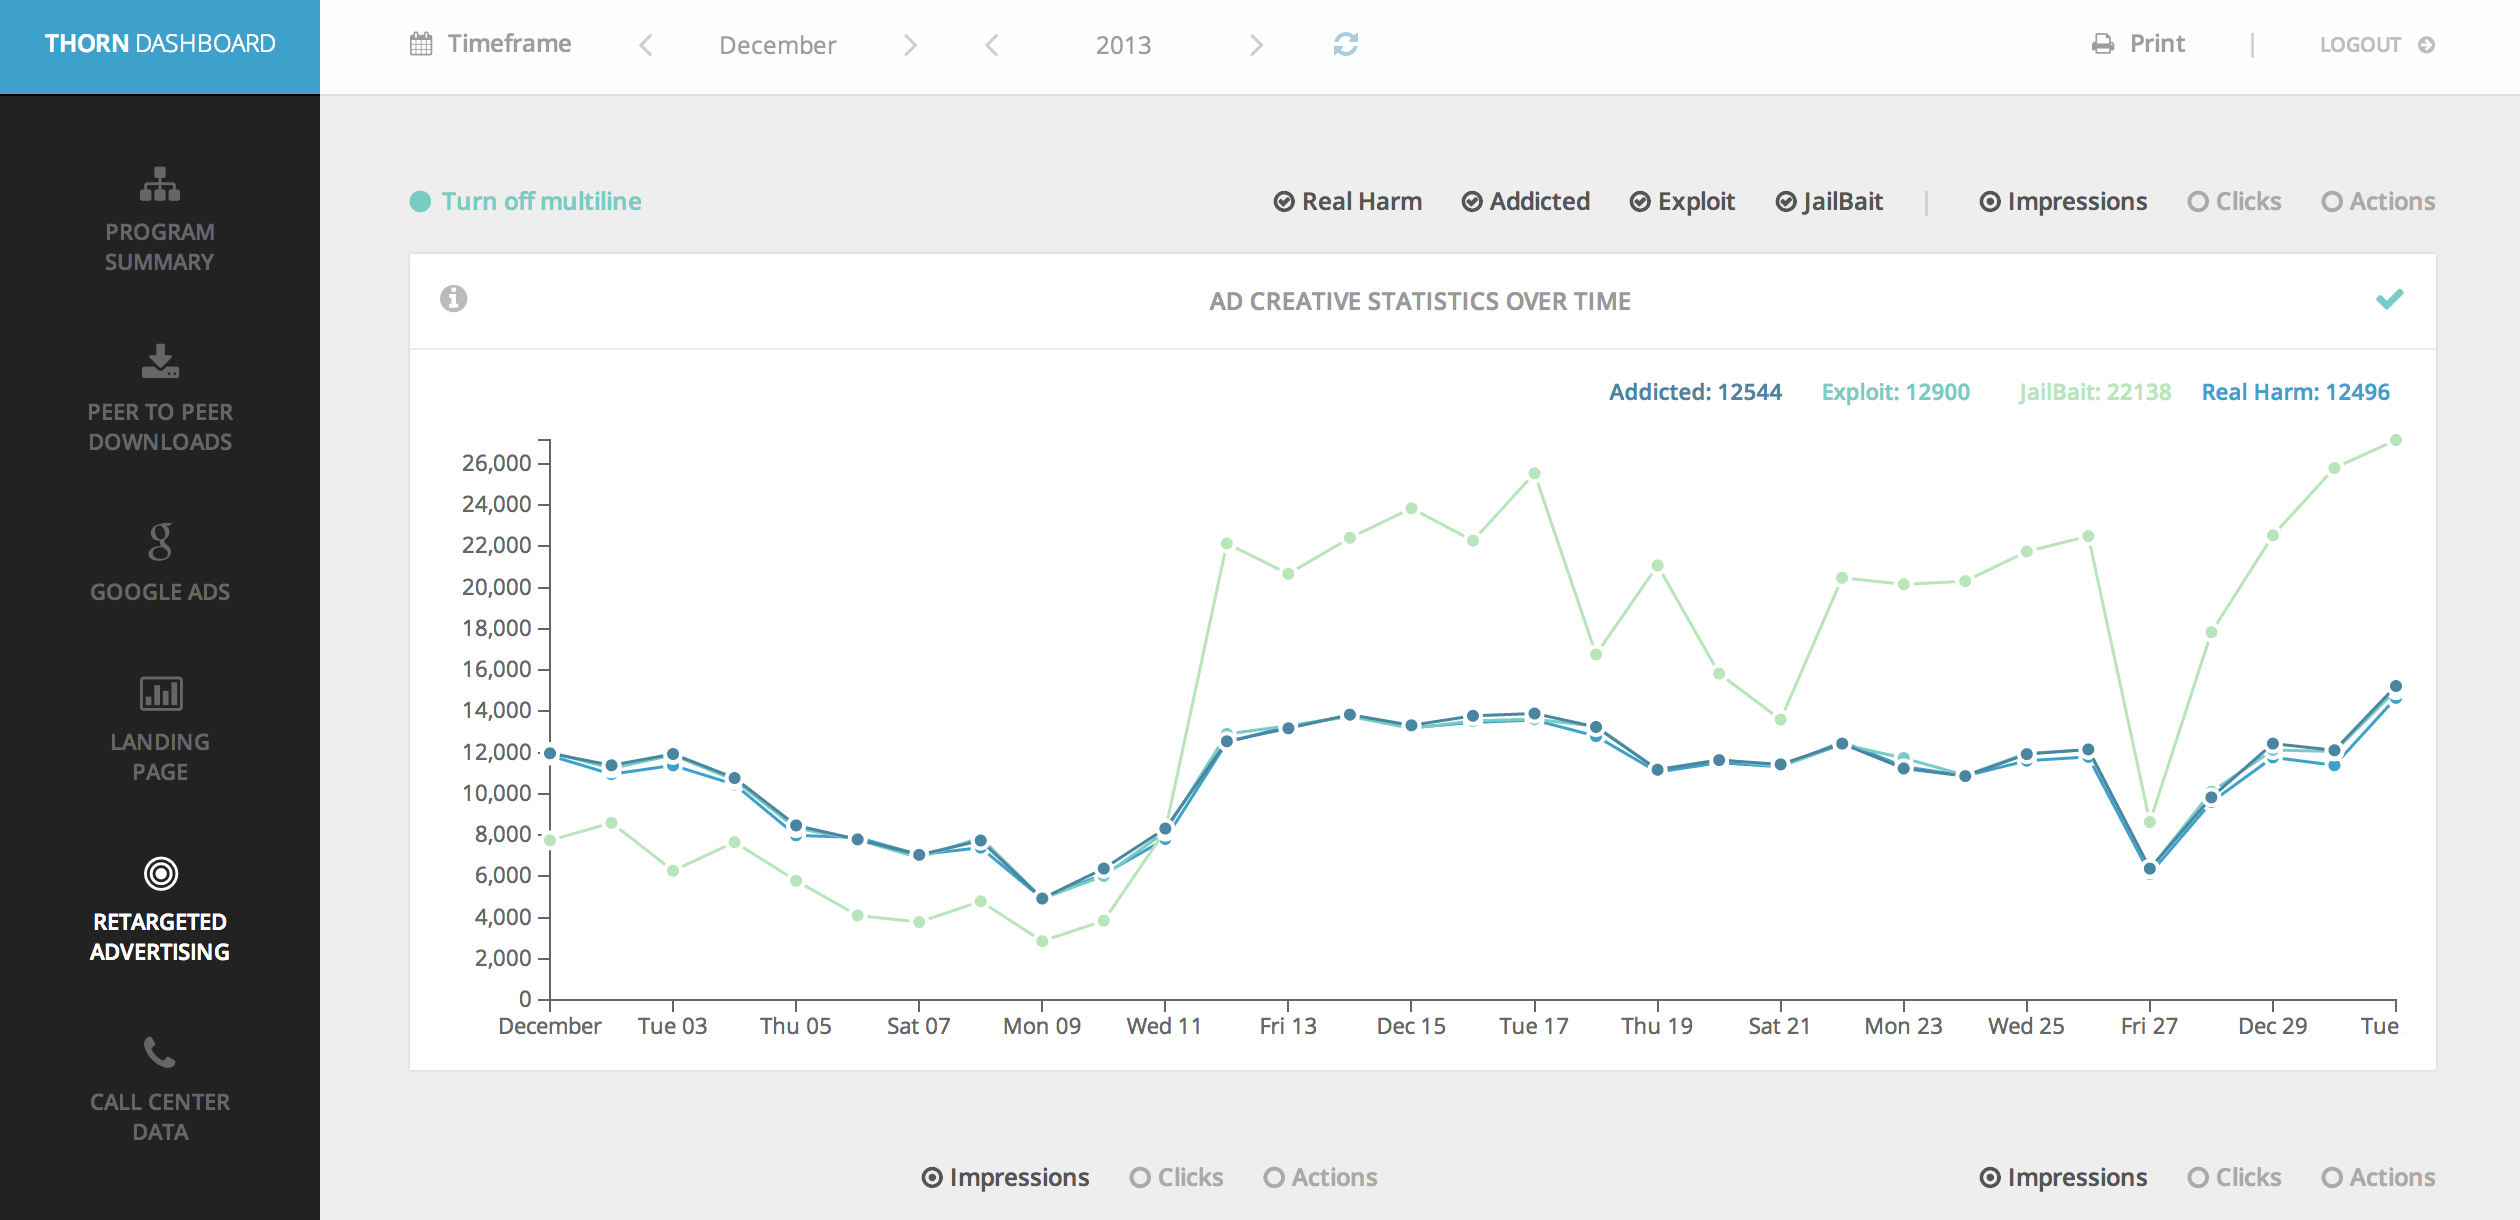 THORN DASHBOARD
Timeframe
December
2013
Print
|
LOGOUT
PROGRAM
SUMMARY
PEER TO PEER
DOWNLOADS
g
GOOGLE ADS
LANDING
PAGE
RETARGETED
ADVERTISING
CALL CENTER
DATA
Turn off multiline
Real Harm
Addicted
Exploit
JailBait
|
Impressions
Clicks
Actions
AD CREATIVE STATISTICS OVER TIME
Addicted: 12544
Exploit: 12900
JailBait: 22138
Real Harm: 12496
26,000
24,000
22,000
20,000
18,000
16,000
14,000
12,000
10,000
8,000
6,000
4,000
2,000
0
December
Tue 03
Thu 05
Sat 07
Mon 09
Wed 11
Fri 13
Dec 15
Tue 17
Thu 19
Sat 21
Mon 23
Wed 25
Fri 27
Dec 29
Tue
Impressions
Clicks
Actions
Impressions
Clicks
Actions